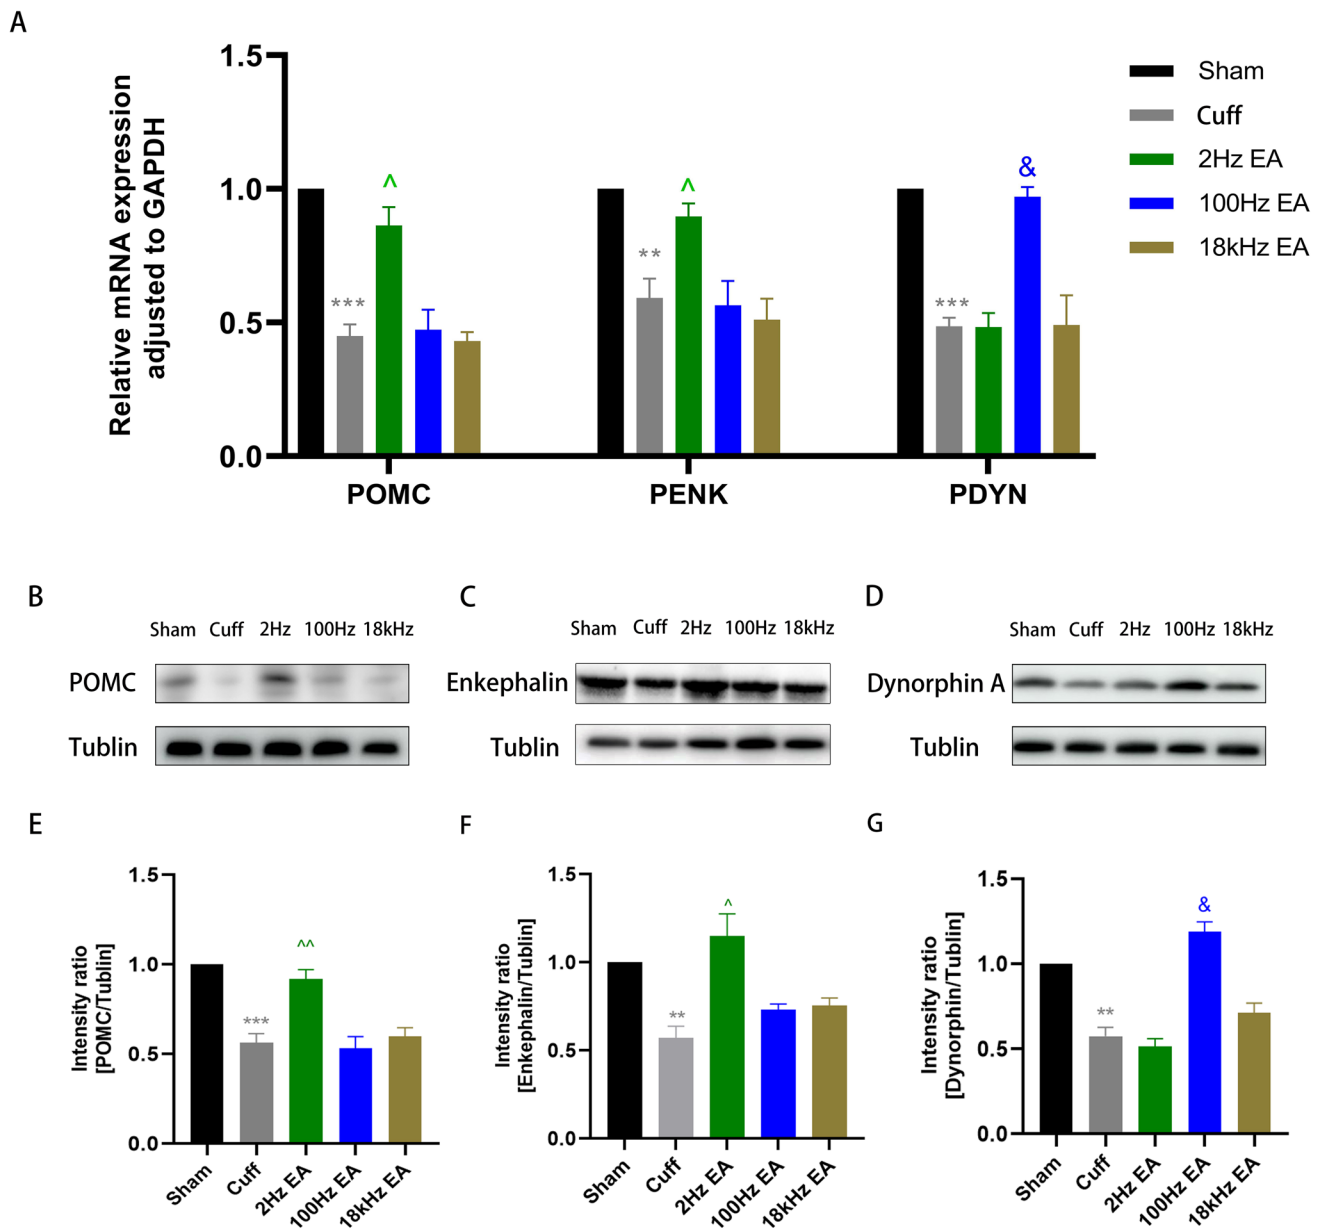 A
Relative mRNA expression
adjusted to GAPDH
1.5
1.0
0.5
0.0
***
^
**
^
***
&
POMC
PENK
PDYN
Sham
Cuff
2Hz EA
100Hz EA
18kHz EA
B
Sham Cuff 2Hz 100Hz 18kHz
POMC
Tublin
C
Sham Cuff 2Hz 100Hz 18kHz
Enkephalin
Tublin
D
Sham Cuff 2Hz 100Hz 18kHz
Dynorphin A
Tublin
E
Intensity ratio
[POMC/Tublin]
1.5
1.0
0.5
0.0
***
^^
Sham
Cuff
2Hz EA
100Hz EA
18kHz EA
F
Intensity ratio
[Enkephalin/Tublin]
1.5
1.0
0.5
0.0
**
^
Sham
Cuff
2Hz EA
100Hz EA
18kHz EA
G
Intensity ratio
[Dynorphin/Tublin]
1.5
1.0
0.5
0.0
**
&
Sham
Cuff
2Hz EA
100Hz EA
18kHz EA